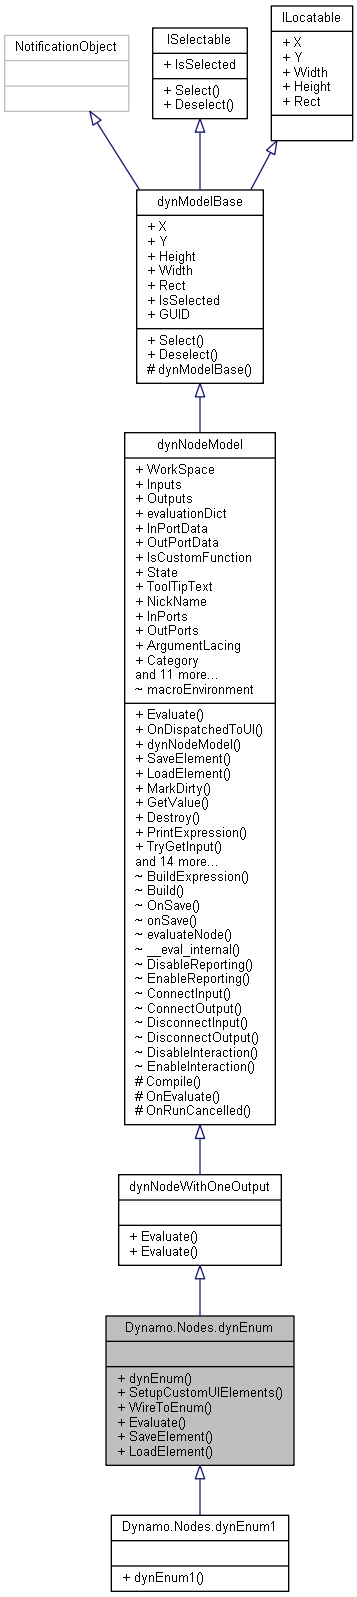 NotificationObject
ISelectable
+ IsSelected
+ Select()
+ Deselect()
ILocatable
+ X
+ Y
+ Width
+ Height
+ Rect
dynModelBase
+ X
+ Y
+ Height
+ Width
+ Rect
+ IsSelected
+ GUID
+ Select()
+ Deselect()
# dynModelBase()
dynNodeModel
+ WorkSpace
+ Inputs
+ Outputs
+ evaluationDict
+ InPortData
+ OutPortData
+ IsCustomFunction
+ State
+ ToolTipText
+ NickName
+ InPorts
+ OutPorts
+ ArgumentLacing
+ Category
and 11 more...
~ macroEnvironment
+ Evaluate()
+ OnDispatchedToUI()
+ dynNodeModel()
+ SaveElement()
+ LoadElement()
+ MarkDirty()
+ GetValue()
+ Destroy()
+ PrintExpression()
+ TryGetInput()
and 14 more...
~ BuildExpression()
~ Build()
~ OnSave()
~ onSave()
~ evaluateNode()
~ __eval_internal()
~ DisableReporting()
~ EnableReporting()
~ ConnectInput()
~ ConnectOutput()
~ DisconnectInput()
~ DisconnectOutput()
~ DisableInteraction()
~ EnableInteraction()
# Compile()
# OnEvaluate()
# OnRunCancelled()
dynNodeWithOneOutput
+ Evaluate()
+ Evaluate()
Dynamo.Nodes.dynEnum
+ dynEnum()
+ SetupCustomUIElements()
+ WireToEnum()
+ Evaluate()
+ SaveElement()
+ LoadElement()
Dynamo.Nodes.dynEnum1
+ dynEnum1()